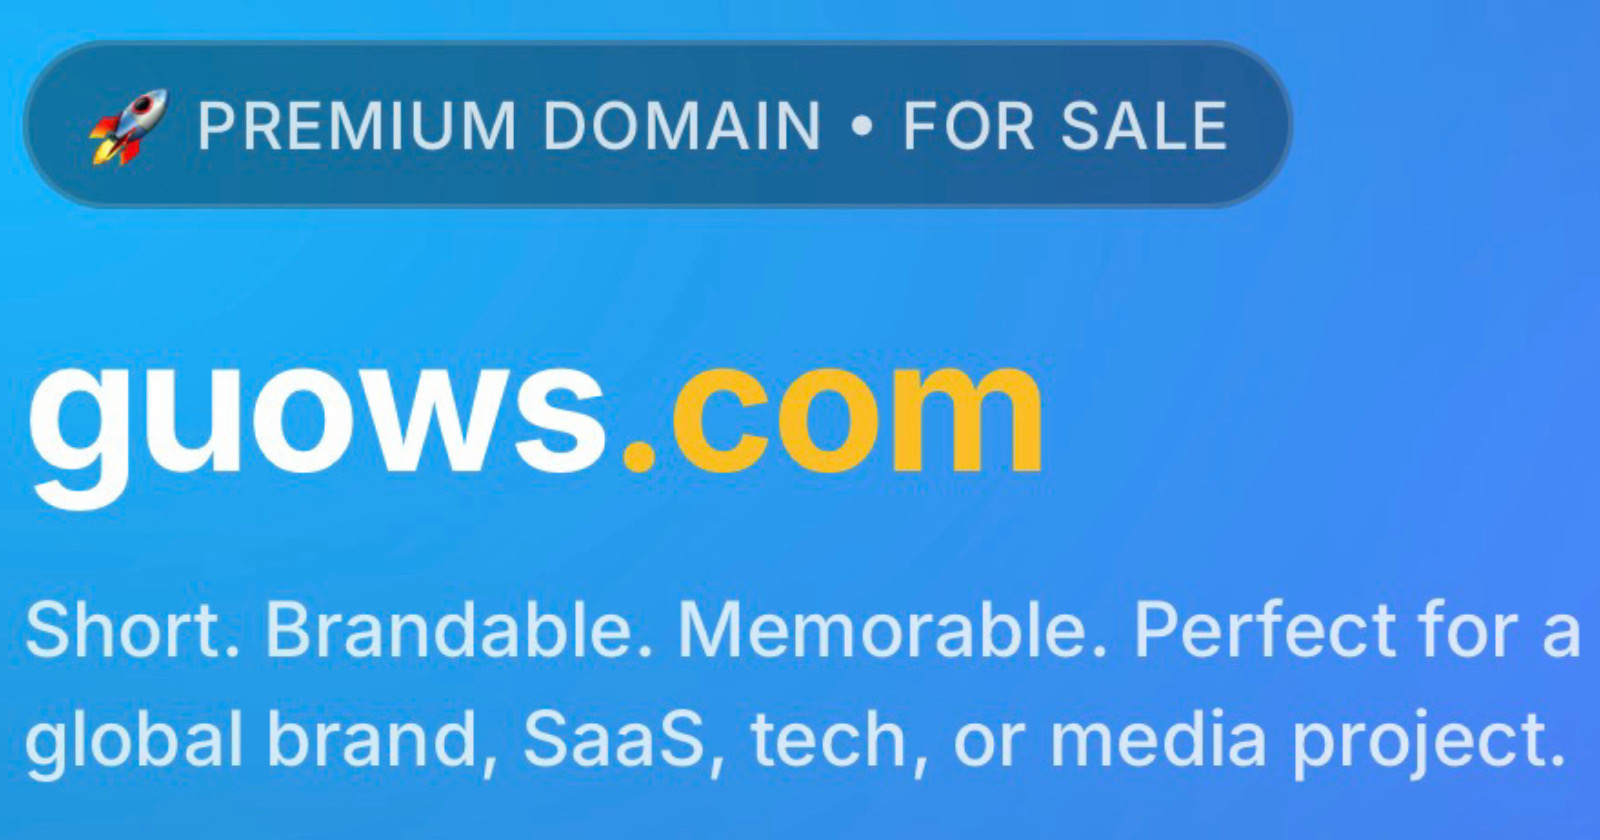 🚀 PREMIUM DOMAIN • FOR SALE
guows.com
Short. Brandable. Memorable. Perfect for a
global brand, SaaS, tech, or media project.